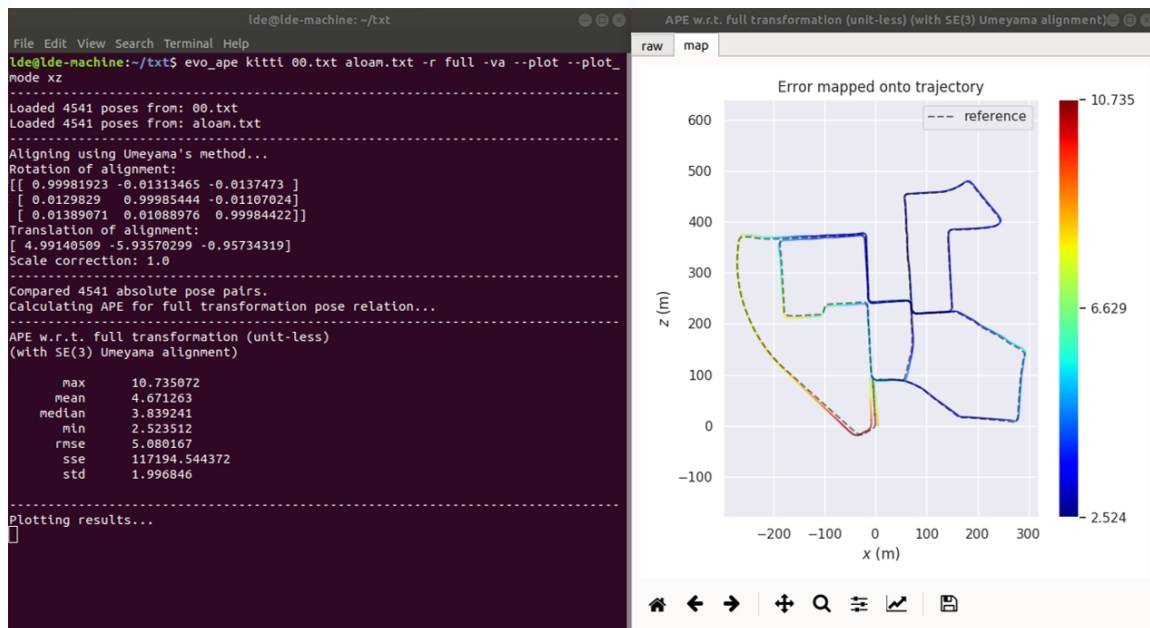 lde@lde-machine: ~/txt
File Edit View Search Terminal Help
lde@lde-machine:~/txt$ evo_ape kitti 00.txt aloam.txt -r full -va --plot --plot_
mode xz
--------------------------------------------------------------------------------
Loaded 4541 poses from: 00.txt
Loaded 4541 poses from: aloam.txt
--------------------------------------------------------------------------------
Aligning using Umeyama's method...
Rotation of alignment:
[[ 0.99981923 -0.01313465 -0.0137473 ]
 [ 0.0129829   0.99985444 -0.01107024]
 [ 0.01389071  0.01088976  0.99984422]]
Translation of alignment:
[ 4.99140509 -5.93570299 -0.95734319]
Scale correction: 1.0
--------------------------------------------------------------------------------
Compared 4541 absolute pose pairs.
Calculating APE for full transformation pose relation...
--------------------------------------------------------------------------------
APE w.r.t. full transformation (unit-less)
(with SE(3) Umeyama alignment)
max 10.735072
mean 4.671263
median 3.839241
min 2.523512
rmse 5.080167
sse 117194.544372
std 1.996846
--------------------------------------------------------------------------------
Plotting results...
APE w.r.t. full transformation (unit-less) (with SE(3) Umeyama alignment)
raw map
Error mapped onto trajectory
reference
600
500
400
300
200
100
0
−100
z (m)
−200 −100 0 100 200 300
x (m)
10.735
6.629
2.524